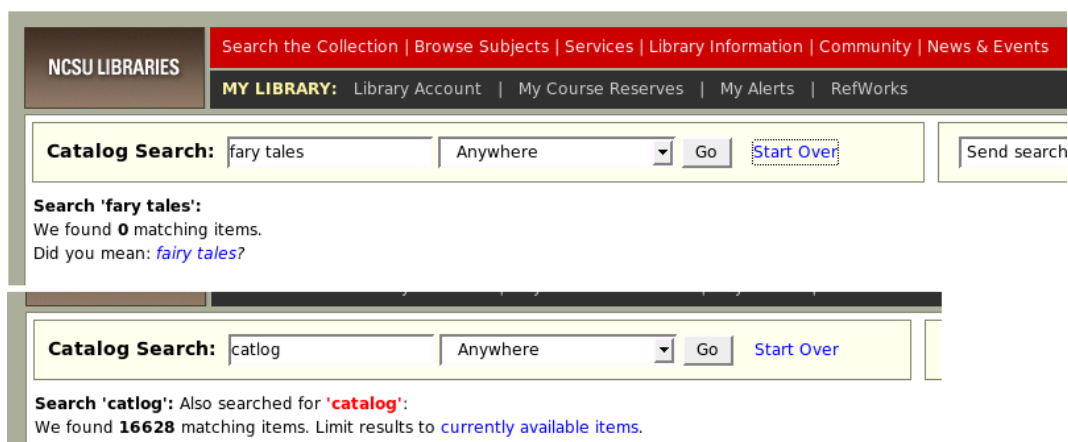 NCSU LIBRARIES
Search the Collection | Browse Subjects | Services | Library Information | Community | News & Events
MY LIBRARY: Library Account | My Course Reserves | My Alerts | RefWorks
Catalog Search: fary tales Anywhere Go Start Over Send search
Search 'fary tales':
We found 0 matching items.
Did you mean: fairy tales?
Catalog Search: catlog Anywhere Go Start Over
Search 'catlog': Also searched for 'catalog':
We found 16628 matching items. Limit results to currently available items.